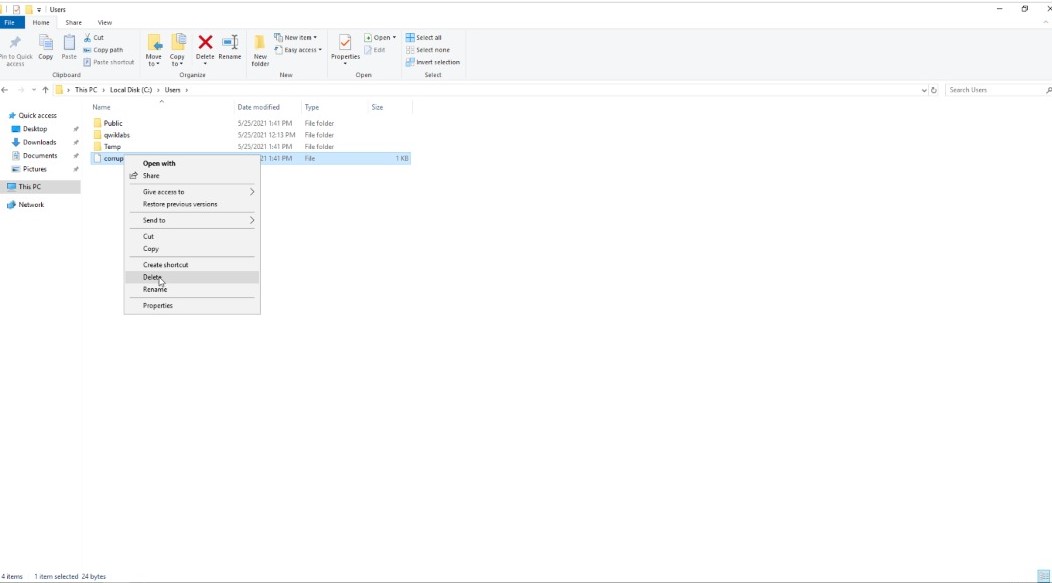 Users
File Home Share View
Pin to Quick access
Copy
Paste
Cut
Copy path
Paste shortcut
Clipboard
Move to
Copy to
Delete
Rename
Organize
New folder
New item
Easy access
New
Properties
Open
Edit
Open
Select all
Select none
Invert selection
Select
This PC > Local Disk (C:) > Users >
Search Users
Quick access
Desktop
Downloads
Documents
Pictures
This PC
Network
Name Date modified Type Size
Public 5/25/2021 1:41 PM File folder
qwiklabs 5/25/2021 12:13 PM File folder
Temp 5/25/2021 1:41 PM File folder
corrup 21 1:41 PM File 1 KB
Open with
Share
Give access to
Restore previous versions
Send to
Cut
Copy
Create shortcut
Delete
Rename
Properties
4 items 1 item selected 24 bytes